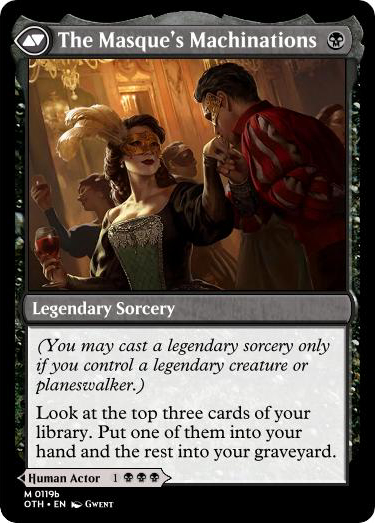 The Masque's Machinations
Legendary Sorcery
(You may cast a legendary sorcery only
if you control a legendary creature or
planeswalker.)
Look at the top three cards of your
library. Put one of them into your
hand and the rest into your graveyard.
Human Actor 1
M 0119b
OTH • EN Gwent